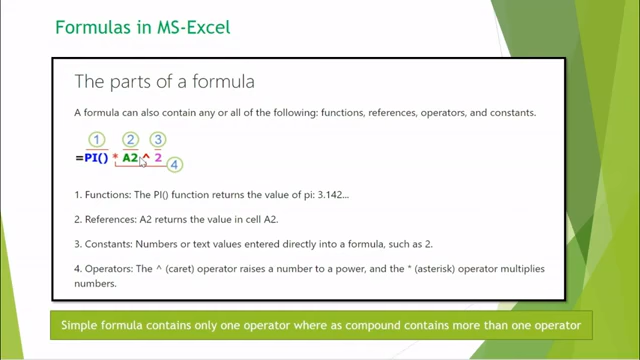 Formulas in MS-Excel
The parts of a formula
A formula can also contain any or all of the following: functions, references, operators, and constants.
1 2 3
=PI() * A2 ^ 2
4
1. Functions: The PI() function returns the value of pi: 3.142...
2. References: A2 returns the value in cell A2.
3. Constants: Numbers or text values entered directly into a formula, such as 2.
4. Operators: The ^ (caret) operator raises a number to a power, and the * (asterisk) operator multiplies
numbers.
Simple formula contains only one operator where as compound contains more than one operator